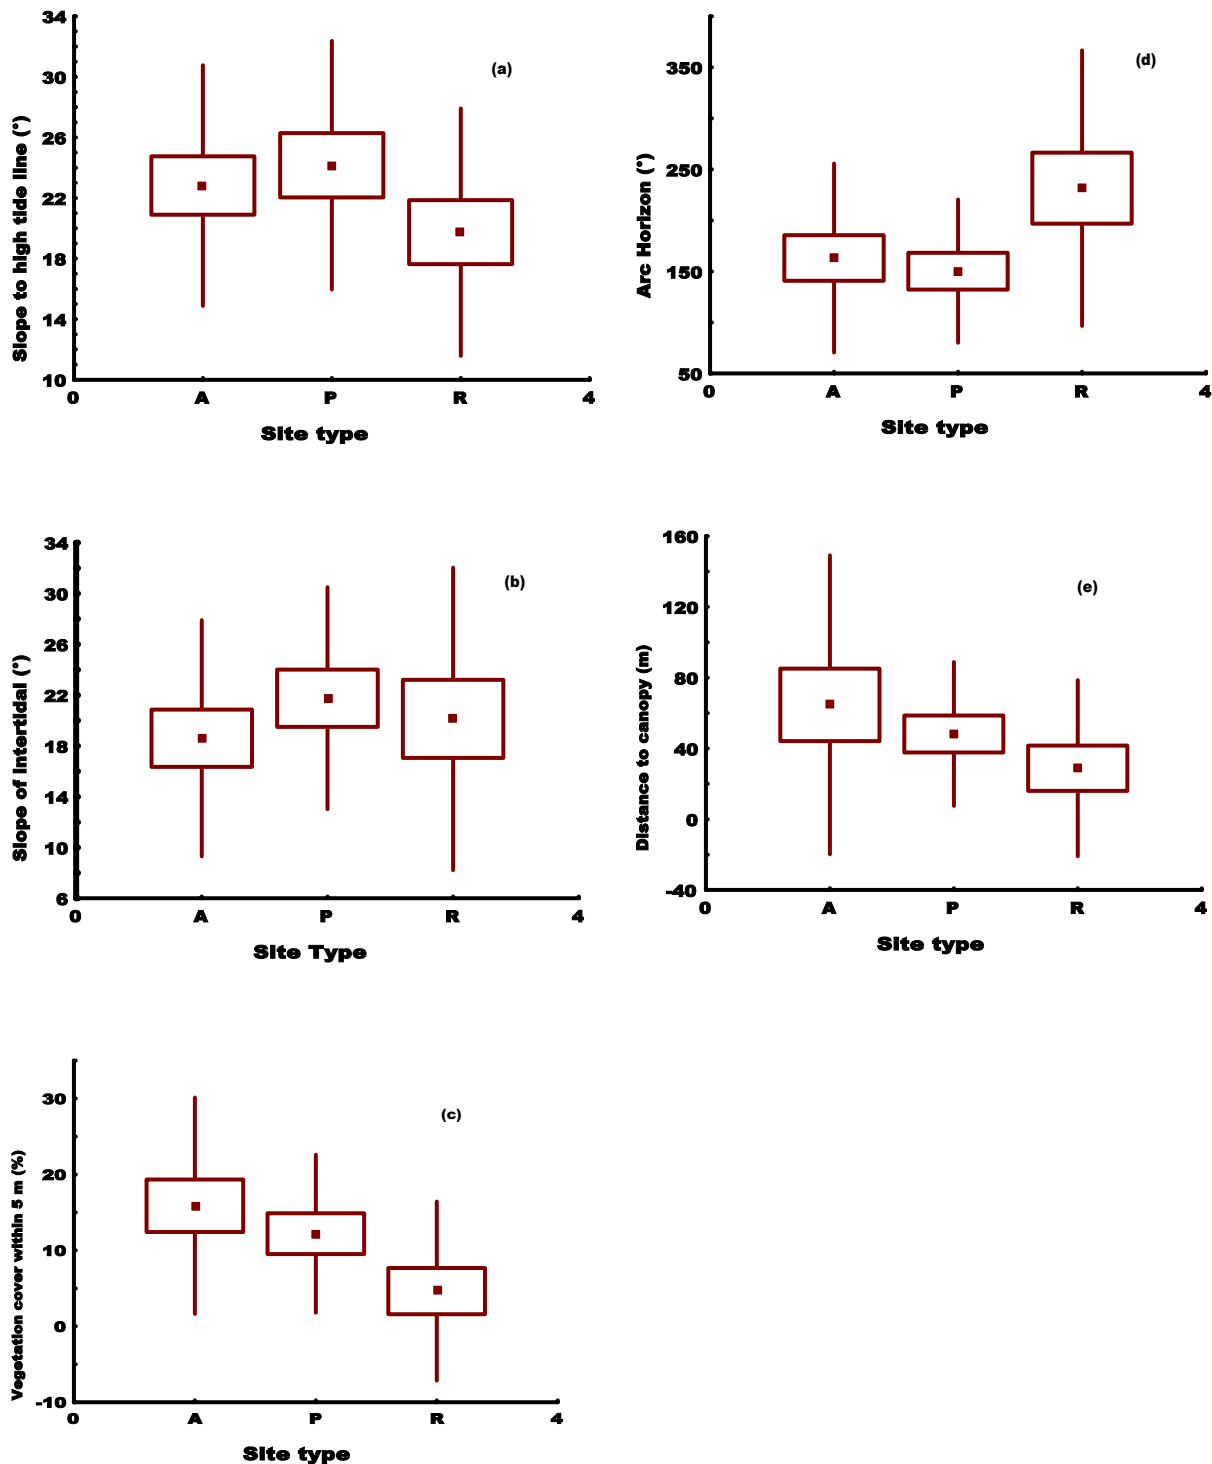 34
30
26
22
18
14
10
Slope to high tide line (°)
(a)
0 A P R 4
Site type
350
250
150
50
Arc Horizon (°)
(d)
0 A P R 4
Site type
34
30
26
22
18
14
10
6
Slope of intertidal (°)
(b)
0 A P R 4
Site Type
160
120
80
40
0
-40
Distance to canopy (m)
(e)
0 A P R 4
Site type
30
20
10
0
-10
Vegetation cover within 5 m (%)
(c)
0 A P R 4
Site type